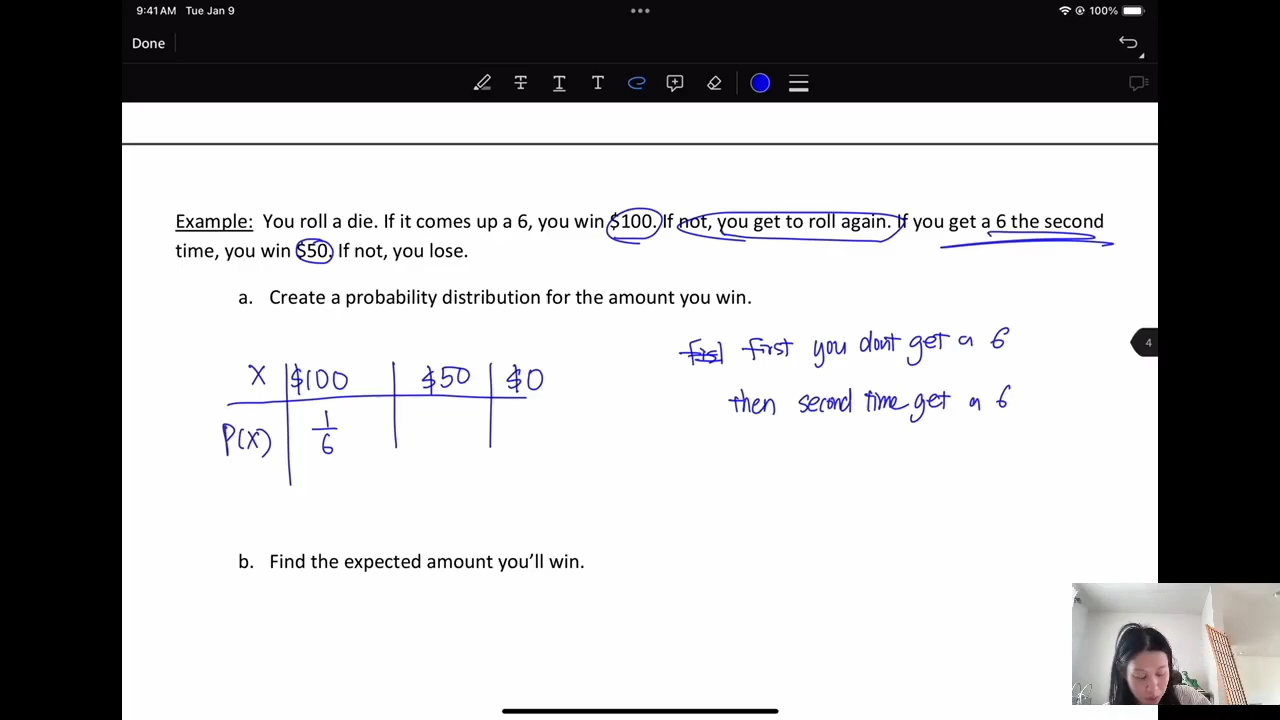 9:41 AM Tue Jan 9
100%
Done
T T T
Example: You roll a die. If it comes up a 6, you win $100. If not, you get to roll again. If you get a 6 the second
time, you win $50. If not, you lose.
a. Create a probability distribution for the amount you win.
first you dont get a 6
4
X $100 $50 $0
then second time get a 6
P(X) 1/6
b. Find the expected amount you'll win.